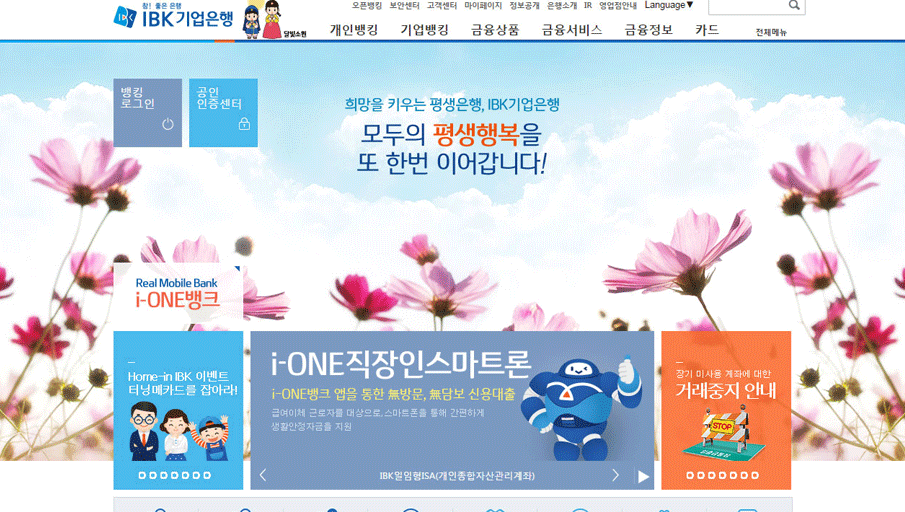 참! 좋은 은행
IBK기업은행
달빛소원
오픈뱅킹 보안센터 고객센터 마이페이지 정보공개 은행소개 IR 영업점안내 Language▼
개인뱅킹 기업뱅킹 금융상품 금융서비스 금융정보 카드 전체메뉴
뱅킹
로그인
공인
인증센터
희망을 키우는 평생은행, IBK기업은행
모두의 평생행복을
또 한번 이어갑니다!
Real Mobile Bank
i-ONE뱅크
Home-in IBK 이벤트
터닝메카드를 잡아라!
i-ONE직장인스마트론
i-ONE뱅크 앱을 통한 無방문, 無담보 신용대출
급여이체 근로자를 대상으로, 스마트폰을 통해 간편하게
생활안정자금을 지원
IBK일임형ISA(개인종합자산관리계좌)
장기 미사용 계좌에 대한
거래중지 안내
STOP